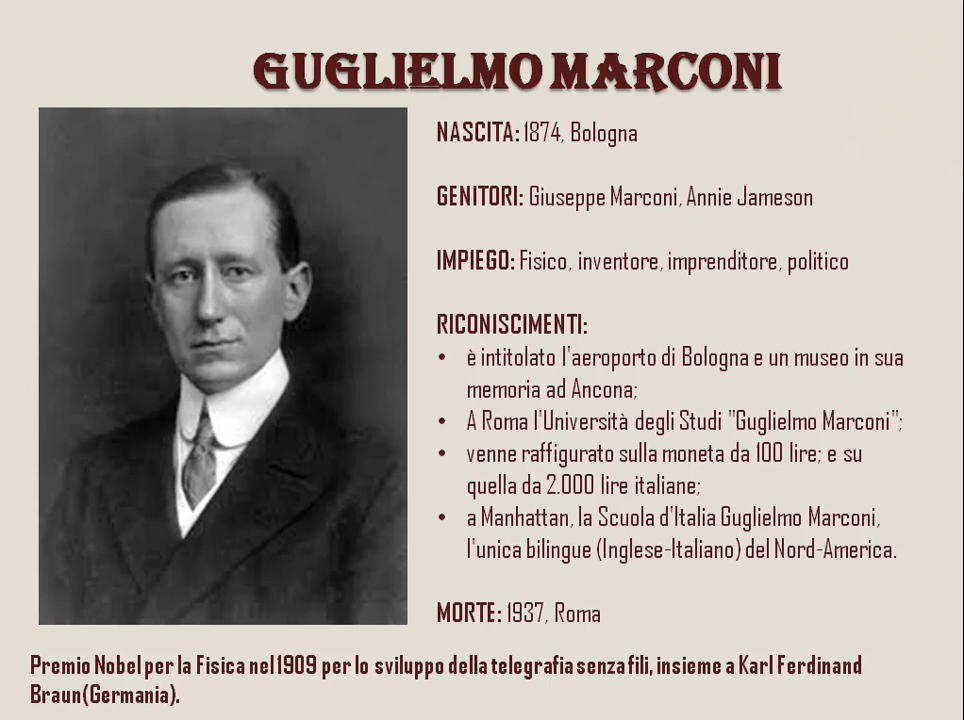 GUGLIELMO MARCONI
NASCITA: 1874, Bologna
GENITORI: Giuseppe Marconi, Annie Jameson
IMPIEGO: Fisico, inventore, imprenditore, politico
RICONISCIMENTI:
• è intitolato l'aeroporto di Bologna e un museo in sua
memoria ad Ancona;
• A Roma l'Università degli Studi "Guglielmo Marconi";
• venne raffigurato sulla moneta da 100 lire; e su
quella da 2.000 lire italiane;
• a Manhattan, la Scuola d'Italia Guglielmo Marconi,
l'unica bilingue (Inglese-Italiano) del Nord-America.
MORTE: 1937, Roma
Premio Nobel per la Fisica nel 1909 per lo sviluppo della telegrafia senza fili, insieme a Karl Ferdinand
Braun(Germania).